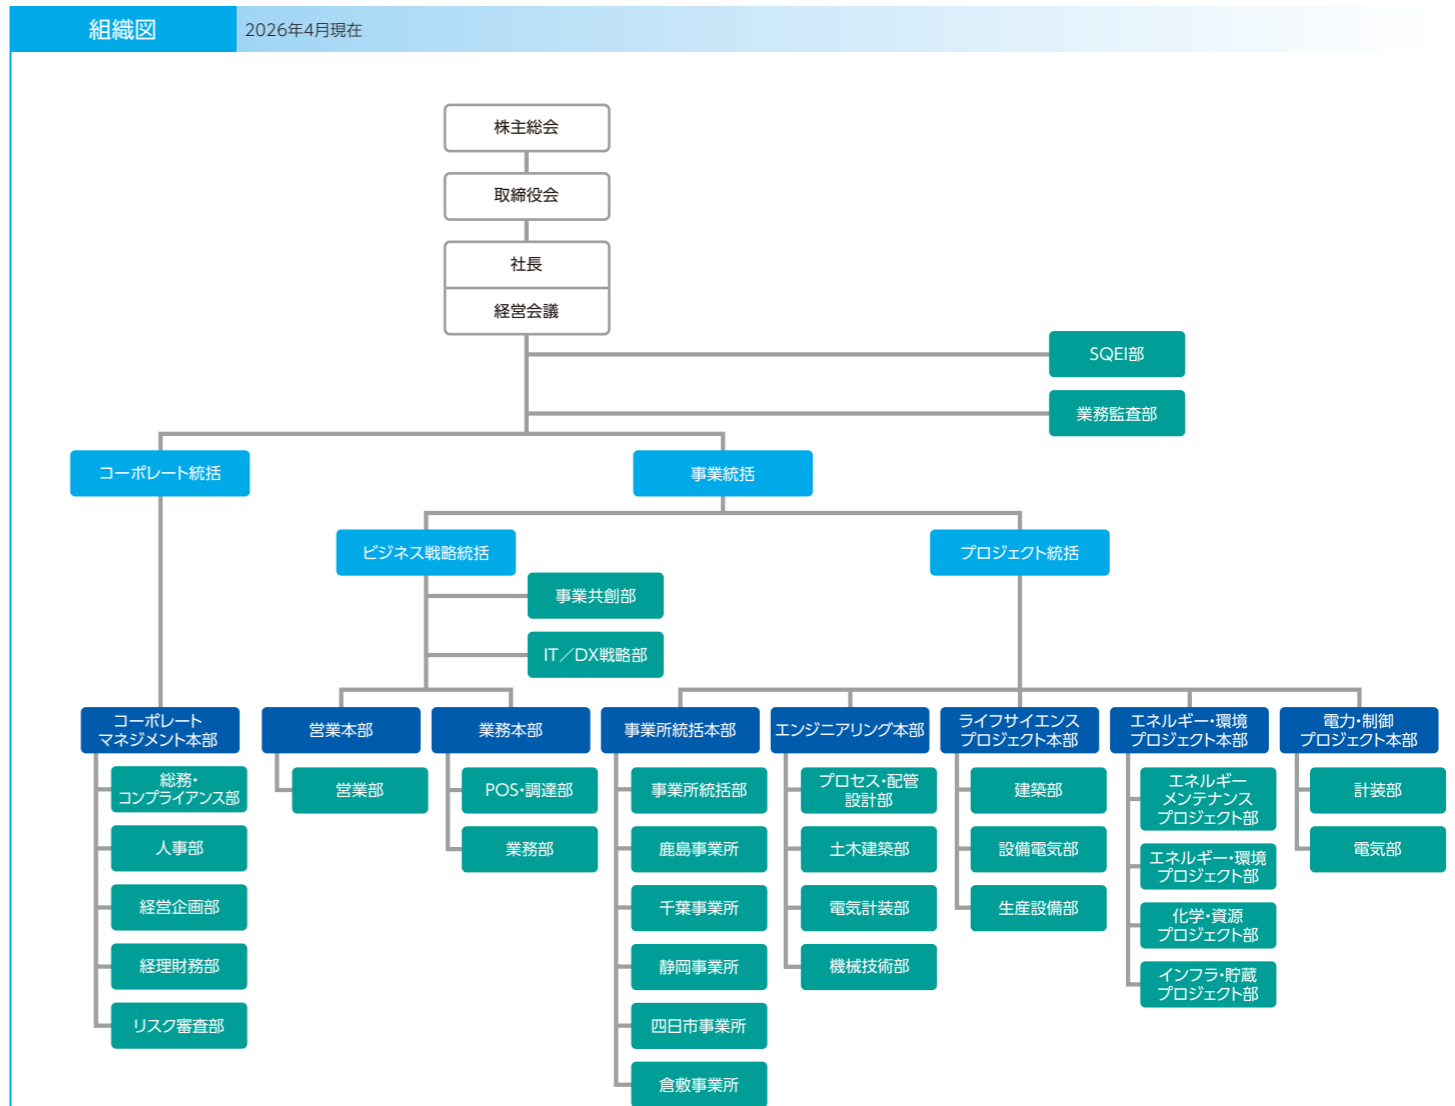 組織図
2026年4月現在
株主総会
取締役会
社長
経営会議
SQEI部
業務監査部
コーポレート統括
事業統括
ビジネス戦略統括
プロジェクト統括
事業共創部
IT／DX戦略部
コーポレート
マネジメント本部
総務・
コンプライアンス部
人事部
経営企画部
経理財務部
リスク審査部
営業本部
営業部
業務本部
POS・調達部
業務部
事業所統括本部
事業所統括部
鹿島事業所
千葉事業所
静岡事業所
四日市事業所
倉敷事業所
エンジニアリング本部
プロセス・配管
設計部
土木建築部
電気計装部
機械技術部
ライフサイエンス
プロジェクト本部
建築部
設備電気部
生産設備部
エネルギー・環境
プロジェクト本部
エネルギー
メンテナンス
プロジェクト部
エネルギー・環境
プロジェクト部
化学・資源
プロジェクト部
インフラ・貯蔵
プロジェクト部
電力・制御
プロジェクト本部
計装部
電気部